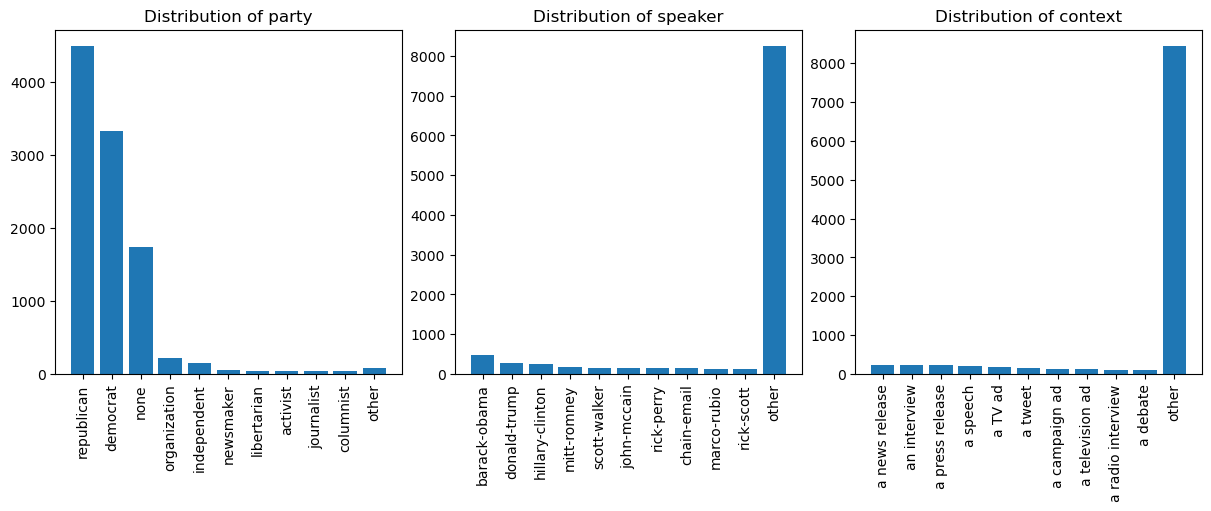 Distribution of party
4000
3000
2000
1000
0
republican
democrat
none
organization
independent
newsmaker
libertarian
activist
journalist
columnist
other
Distribution of speaker
8000
7000
6000
5000
4000
3000
2000
1000
0
barack-obama
donald-trump
hillary-clinton
mitt-romney
scott-walker
john-mccain
rick-perry
chain-email
marco-rubio
rick-scott
other
Distribution of context
8000
7000
6000
5000
4000
3000
2000
1000
0
a news release
an interview
a press release
a speech
a TV ad
a tweet
a campaign ad
a television ad
a radio interview
a debate
other